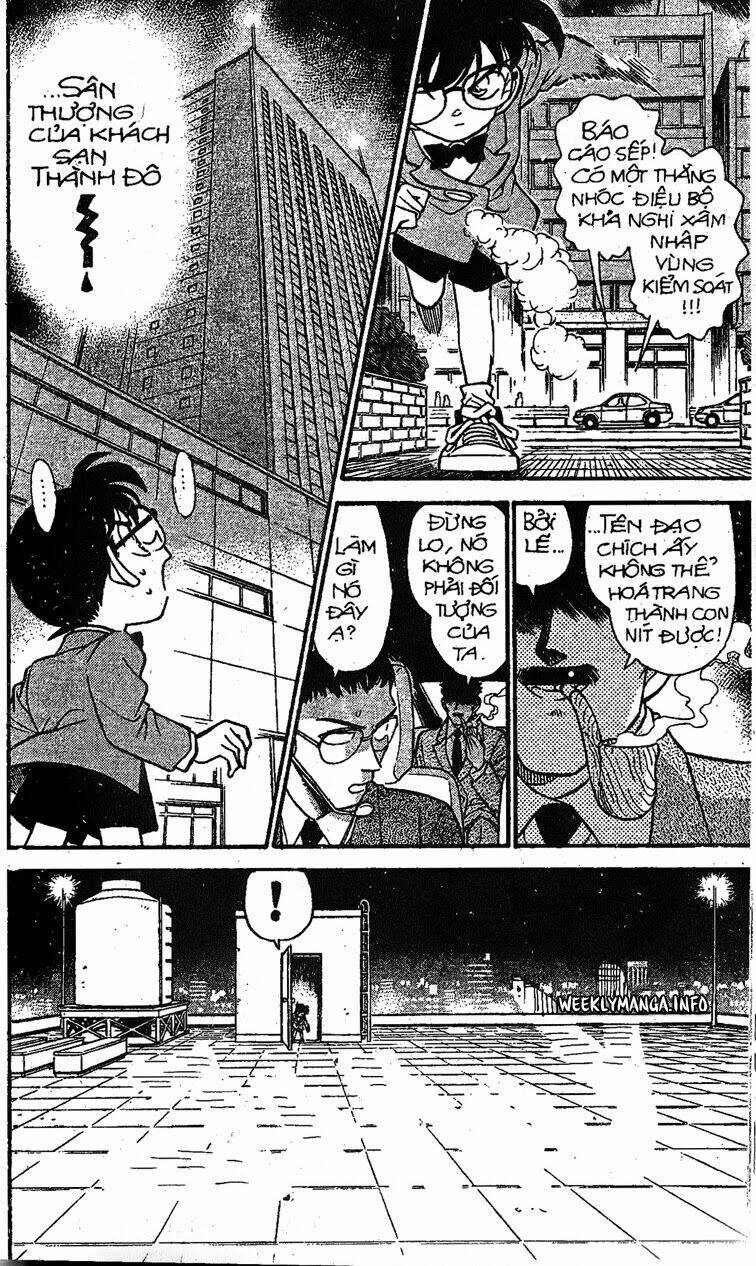 BÁO
CÁO SẾP!
CÓ MỘT THẰNG
NHÓC ĐIỆU BỘ
KHẢ NGHI XÂM
NHẬP
VÙNG
KIỂM SOÁT
!!!
...SÂN
THƯỢNG
CỦA KHÁCH
SẠN
THÀNH ĐÔ
!
......
......
...TÊN ĐẠO
CHÍCH ẤY
KHÔNG THỂ
HOÁ TRANG
THÀNH CON
NÍT ĐƯỢC!
BỞI
LẼ...
ĐỪNG
LO, NÓ
KHÔNG
PHẢI ĐỐI
TƯỢNG
CỦA
TA.
LÀM
GÌ
NÓ
ĐÂY
Ạ?
!
WEEKLYMANGA.INFO